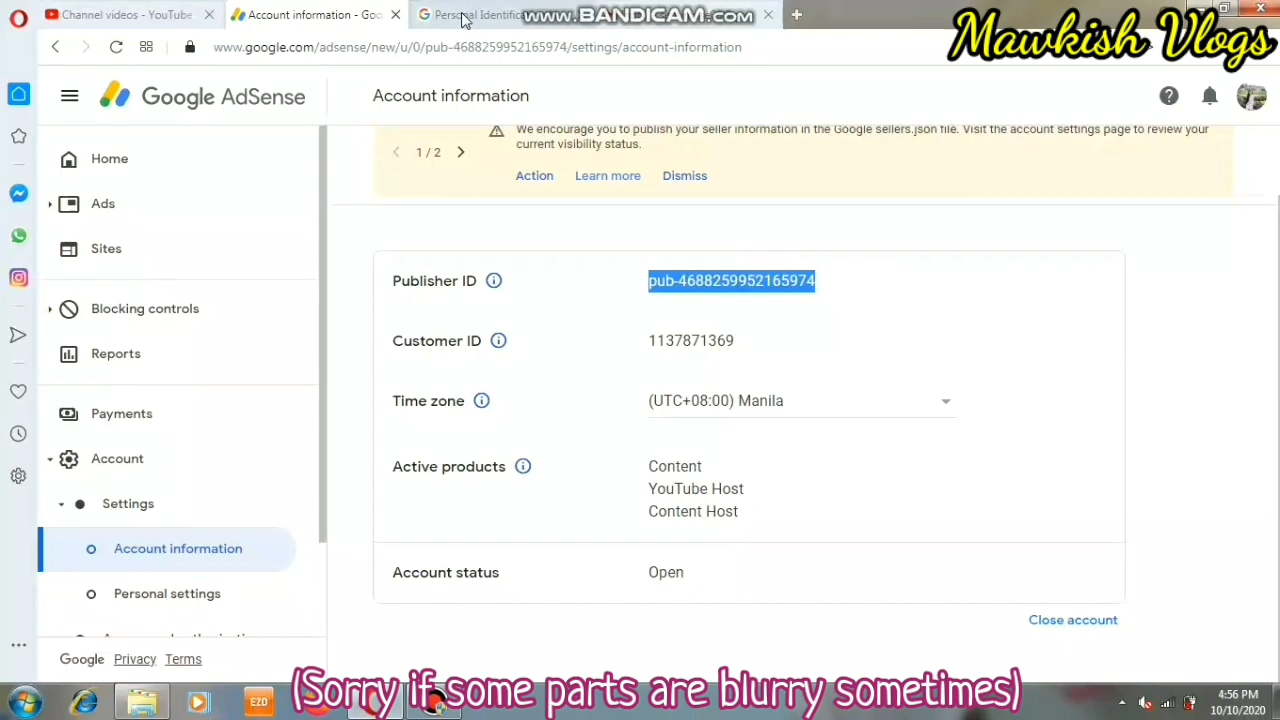 Channel videos - YouTube
Account information - Goo
Personal Identific
www.BANDICAM.com
Mawkish Vlogs
www.google.com/adsense/new/u/0/pub-4688259952165974/settings/account-information
Google AdSense
Account information
We encourage you to publish your seller information in the Google sellers.json file. Visit the account settings page to review your
current visibility status.
1 / 2
Action Learn more Dismiss
Home
Ads
Sites
Blocking controls
Reports
Payments
Account
Settings
Account information
Personal settings
Publisher ID pub-4688259952165974
Customer ID 1137871369
Time zone (UTC+08:00) Manila
Active products Content
YouTube Host
Content Host
Account status Open
Close account
Google Privacy Terms
(Sorry if some parts are blurry sometimes)
EZD
4:56 PM
10/10/2020